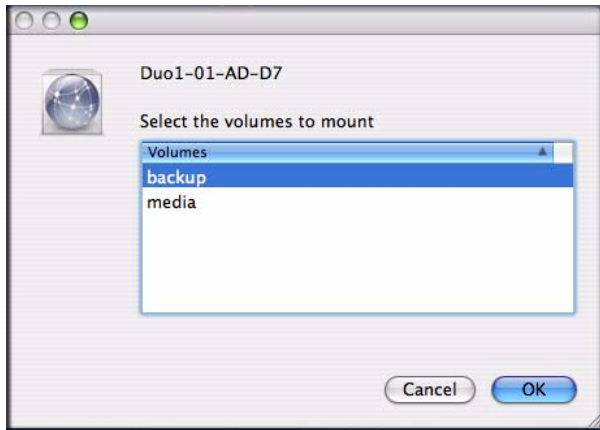 Duo1-01-AD-D7
Select the volumes to mount
Volumes
backup
media
Cancel OK